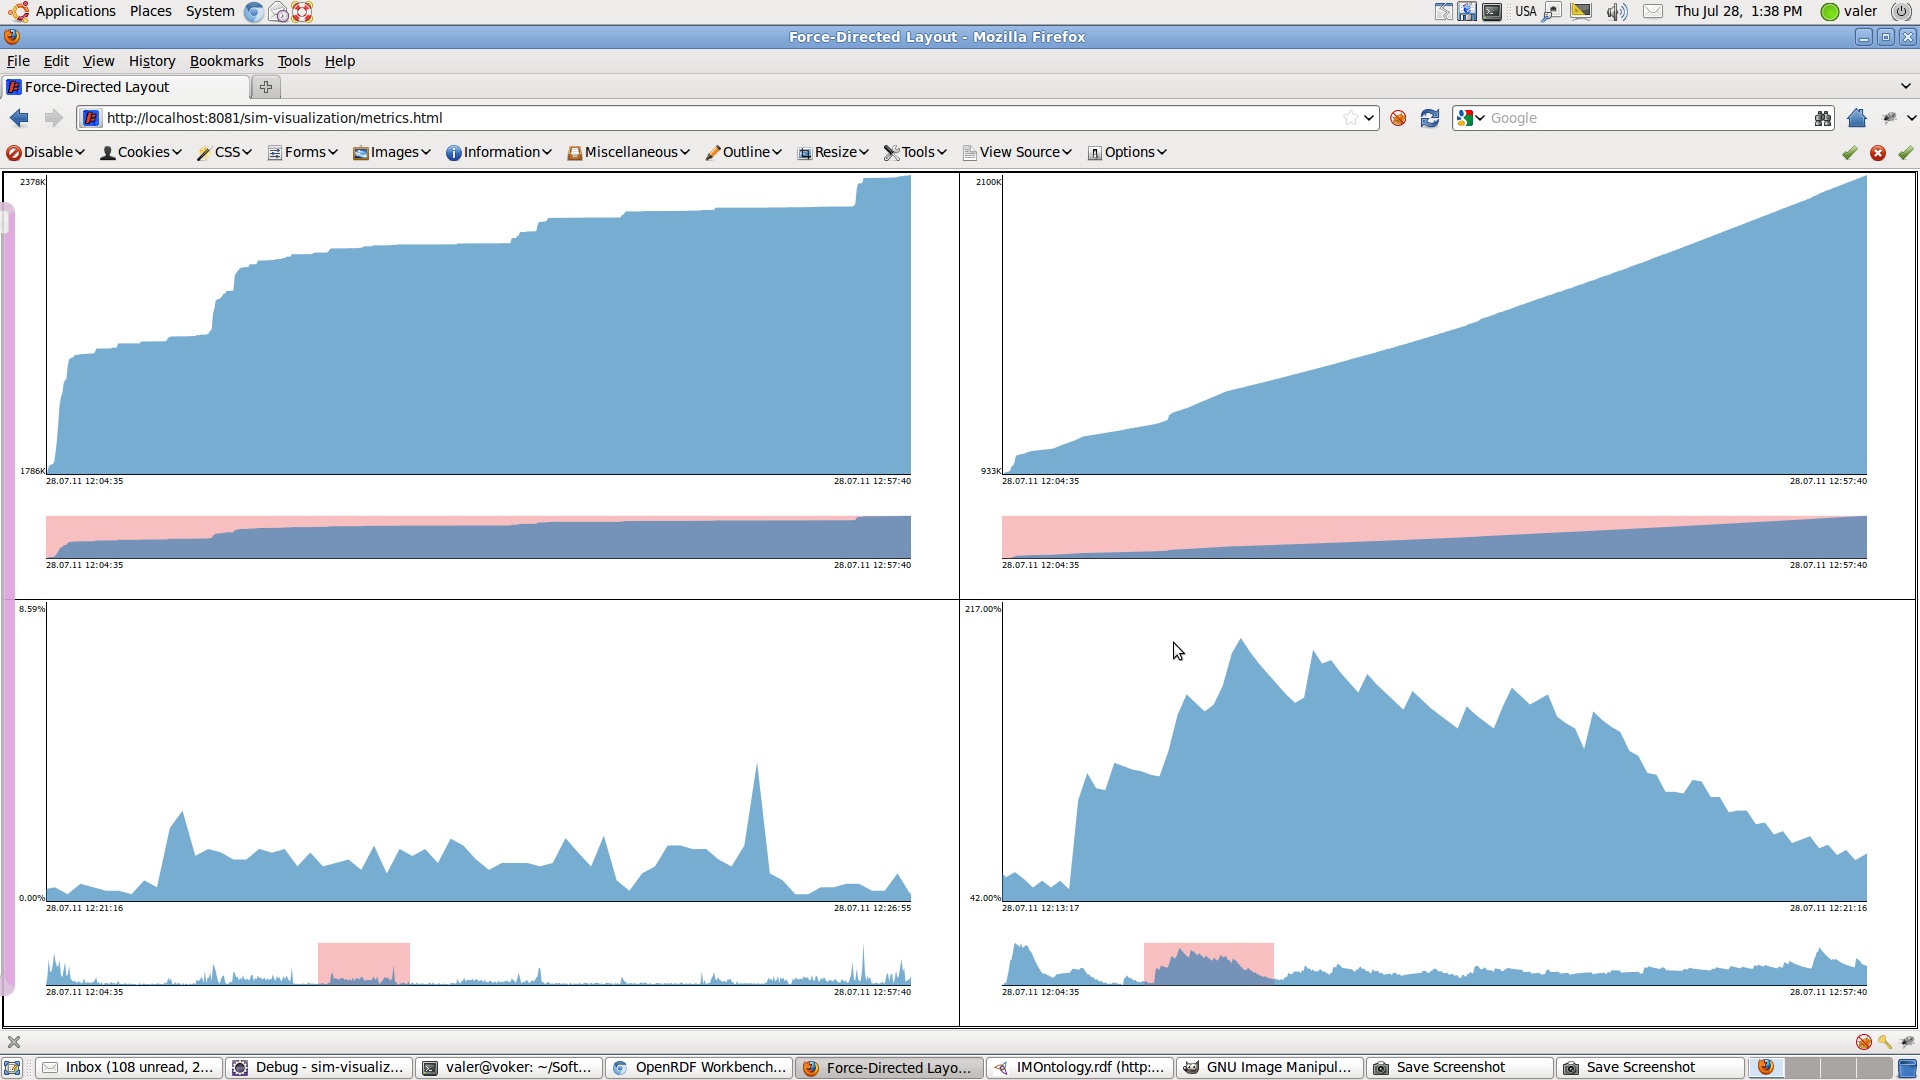 Applications Places System USA Thu Jul 28, 1:38 PM valer
Force-Directed Layout - Mozilla Firefox
File Edit View History Bookmarks Tools Help
Force-Directed Layout
http://localhost:8081/sim-visualization/metrics.html Google
Disable Cookies CSS Forms Images Information Miscellaneous Outline Resize Tools View Source Options
2378K
1786K
28.07.11 12:04:35 28.07.11 12:57:40
28.07.11 12:04:35 28.07.11 12:57:40
2100K
933K
28.07.11 12:04:35 28.07.11 12:57:40
28.07.11 12:04:35 28.07.11 12:57:40
8.59%
0.00%
28.07.11 12:21:16 28.07.11 12:26:55
28.07.11 12:04:35 28.07.11 12:57:40
217.00%
42.00%
28.07.11 12:13:17 28.07.11 12:21:16
28.07.11 12:04:35 28.07.11 12:57:40
Inbox (108 unread, 2... Debug - sim-visualiz... valer@voker: ~/Soft... OpenRDF Workbench... Force-Directed Layo... IMOntology.rdf (http:... GNU Image Manipul... Save Screenshot Save Screenshot